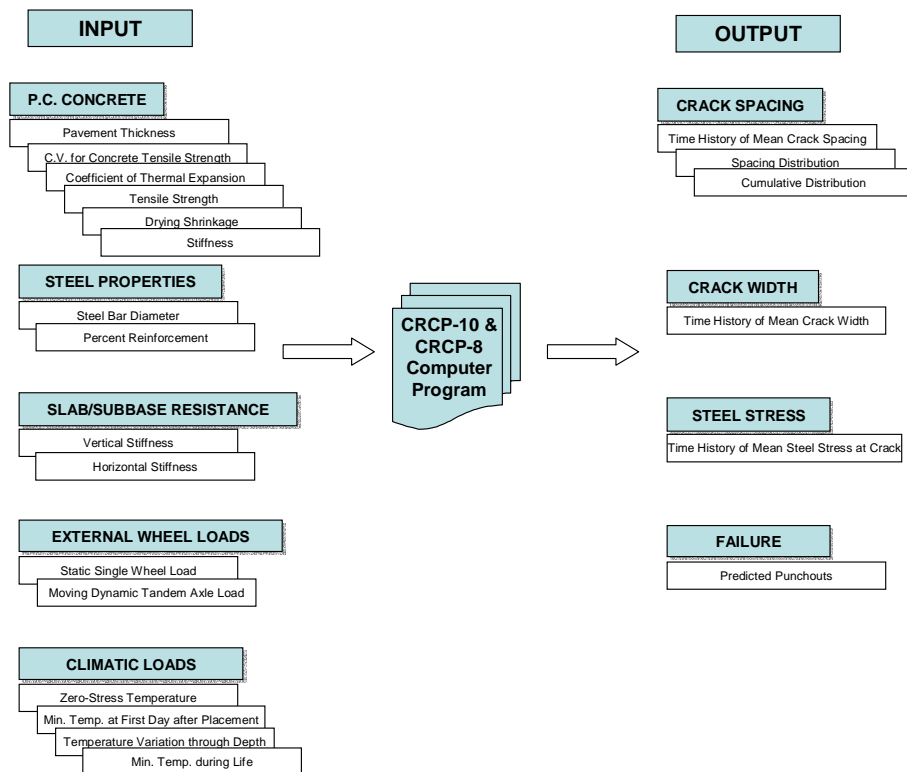 INPUT
P.C. CONCRETE
Pavement Thickness
C.V. for Concrete Tensile Strength
Coefficient of Thermal Expansion
Tensile Strength
Drying Shrinkage
Stiffness
STEEL PROPERTIES
Steel Bar Diameter
Percent Reinforcement
SLAB/SUBBASE RESISTANCE
Vertical Stiffness
Horizontal Stiffness
EXTERNAL WHEEL LOADS
Static Single Wheel Load
Moving Dynamic Tandem Axle Load
CLIMATIC LOADS
Zero-Stress Temperature
Min. Temp. at First Day after Placement
Temperature Variation through Depth
Min. Temp. during Life
CRCP-10 &
CRCP-8
Computer
Program
OUTPUT
CRACK SPACING
Time History of Mean Crack Spacing
Spacing Distribution
Cumulative Distribution
CRACK WIDTH
Time History of Mean Crack Width
STEEL STRESS
Time History of Mean Steel Stress at Crack
FAILURE
Predicted Punchouts